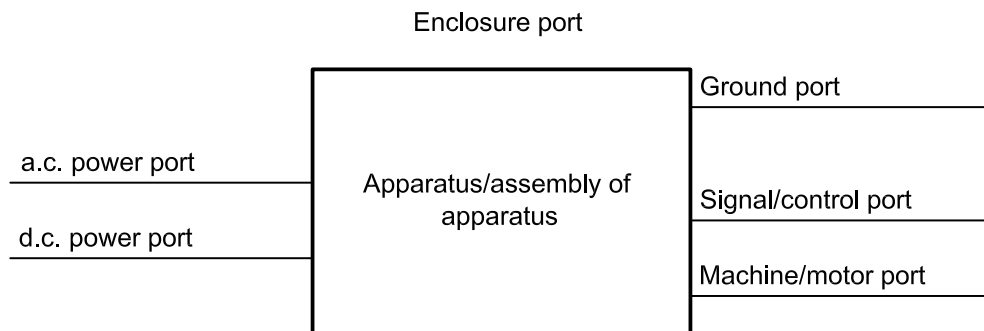 Enclosure port
Ground port
a.c. power port
Apparatus/assembly of
apparatus
Signal/control port
d.c. power port
Machine/motor port